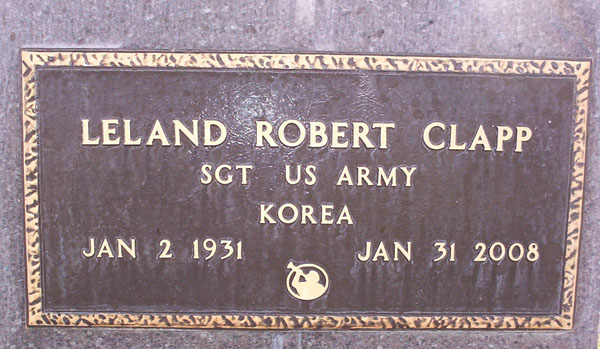 LELAND ROBERT CLAPP
SGT US ARMY
KOREA
JAN 2 1931 JAN 31 2008